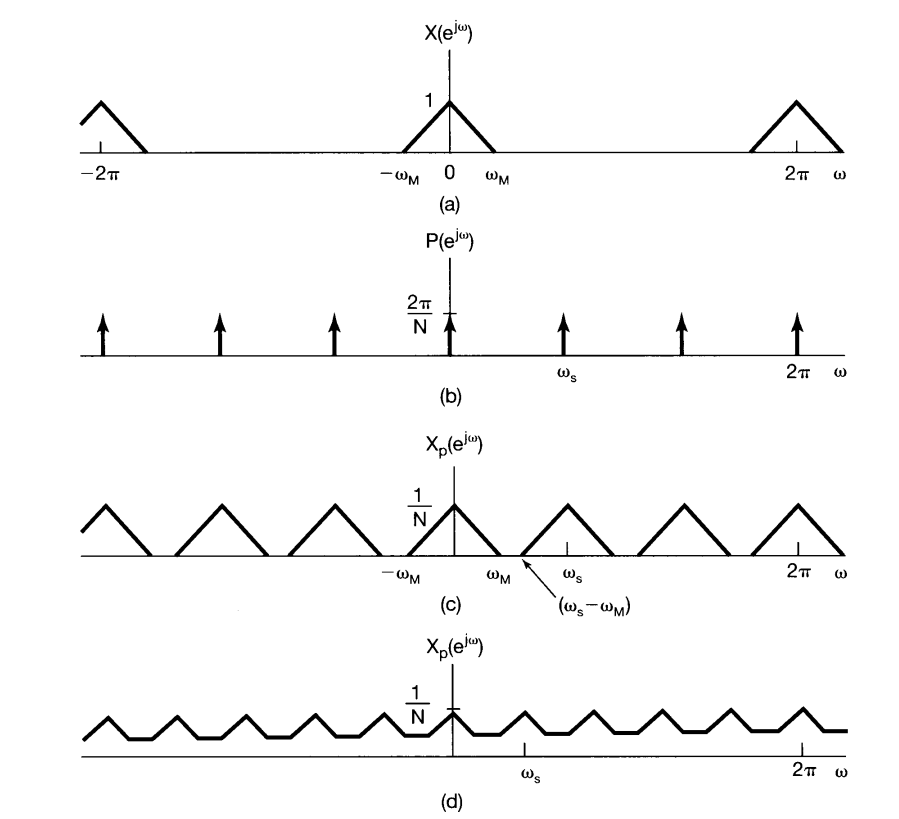 X(e^{jω})
1
−2π −ω_M 0 ω_M 2π ω
(a)
P(e^{jω})
2π
N
ω_s 2π ω
(b)
X_p(e^{jω})
1
N
−ω_M ω_M ω_s 2π ω
(ω_s−ω_M)
(c)
X_p(e^{jω})
1
N
ω_s 2π ω
(d)